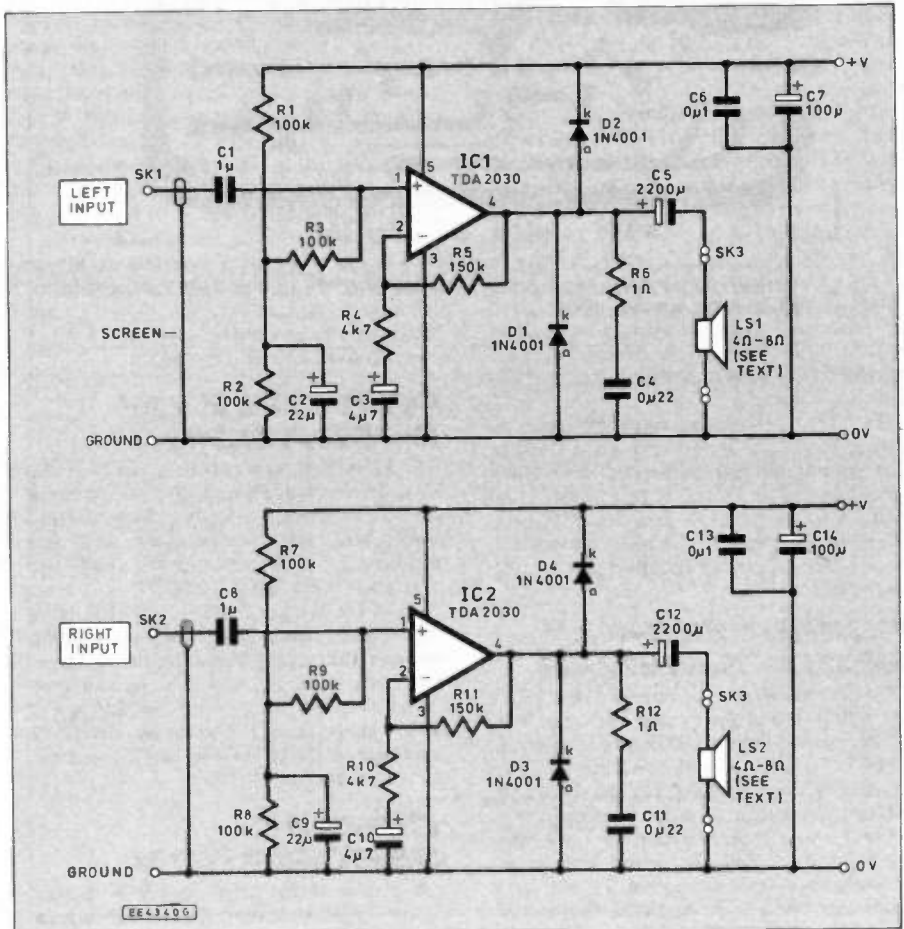 +V
R1
100k
C1
1µ
SK1
LEFT
INPUT
SCREEN
R3
100k
R2
100k
C2
22µ
+
R4
4k7
C3
4µ7
+
1
+
2
-
3
5
4
IC1
TDA2030
R5
150k
D2
1N4001
k
a
D1
1N4001
k
a
C5
2200µ
+
R6
1Ω
C4
0µ22
SK3
LS1
4Ω-8Ω
(SEE
TEXT)
C6
0µ1
+
C7
100µ
GROUND
0V
+V
R7
100k
C8
1µ
SK2
RIGHT
INPUT
R9
100k
R8
100k
C9
22µ
+
R10
4k7
C10
4µ7
+
1
+
2
-
3
5
4
IC2
TDA2030
R11
150k
D4
1N4001
k
a
D3
1N4001
k
a
C12
2200µ
+
R12
1Ω
C11
0µ22
SK3
LS2
4Ω-8Ω
(SEE
TEXT)
C13
0µ1
+
C14
100µ
GROUND
0V
EE4340G